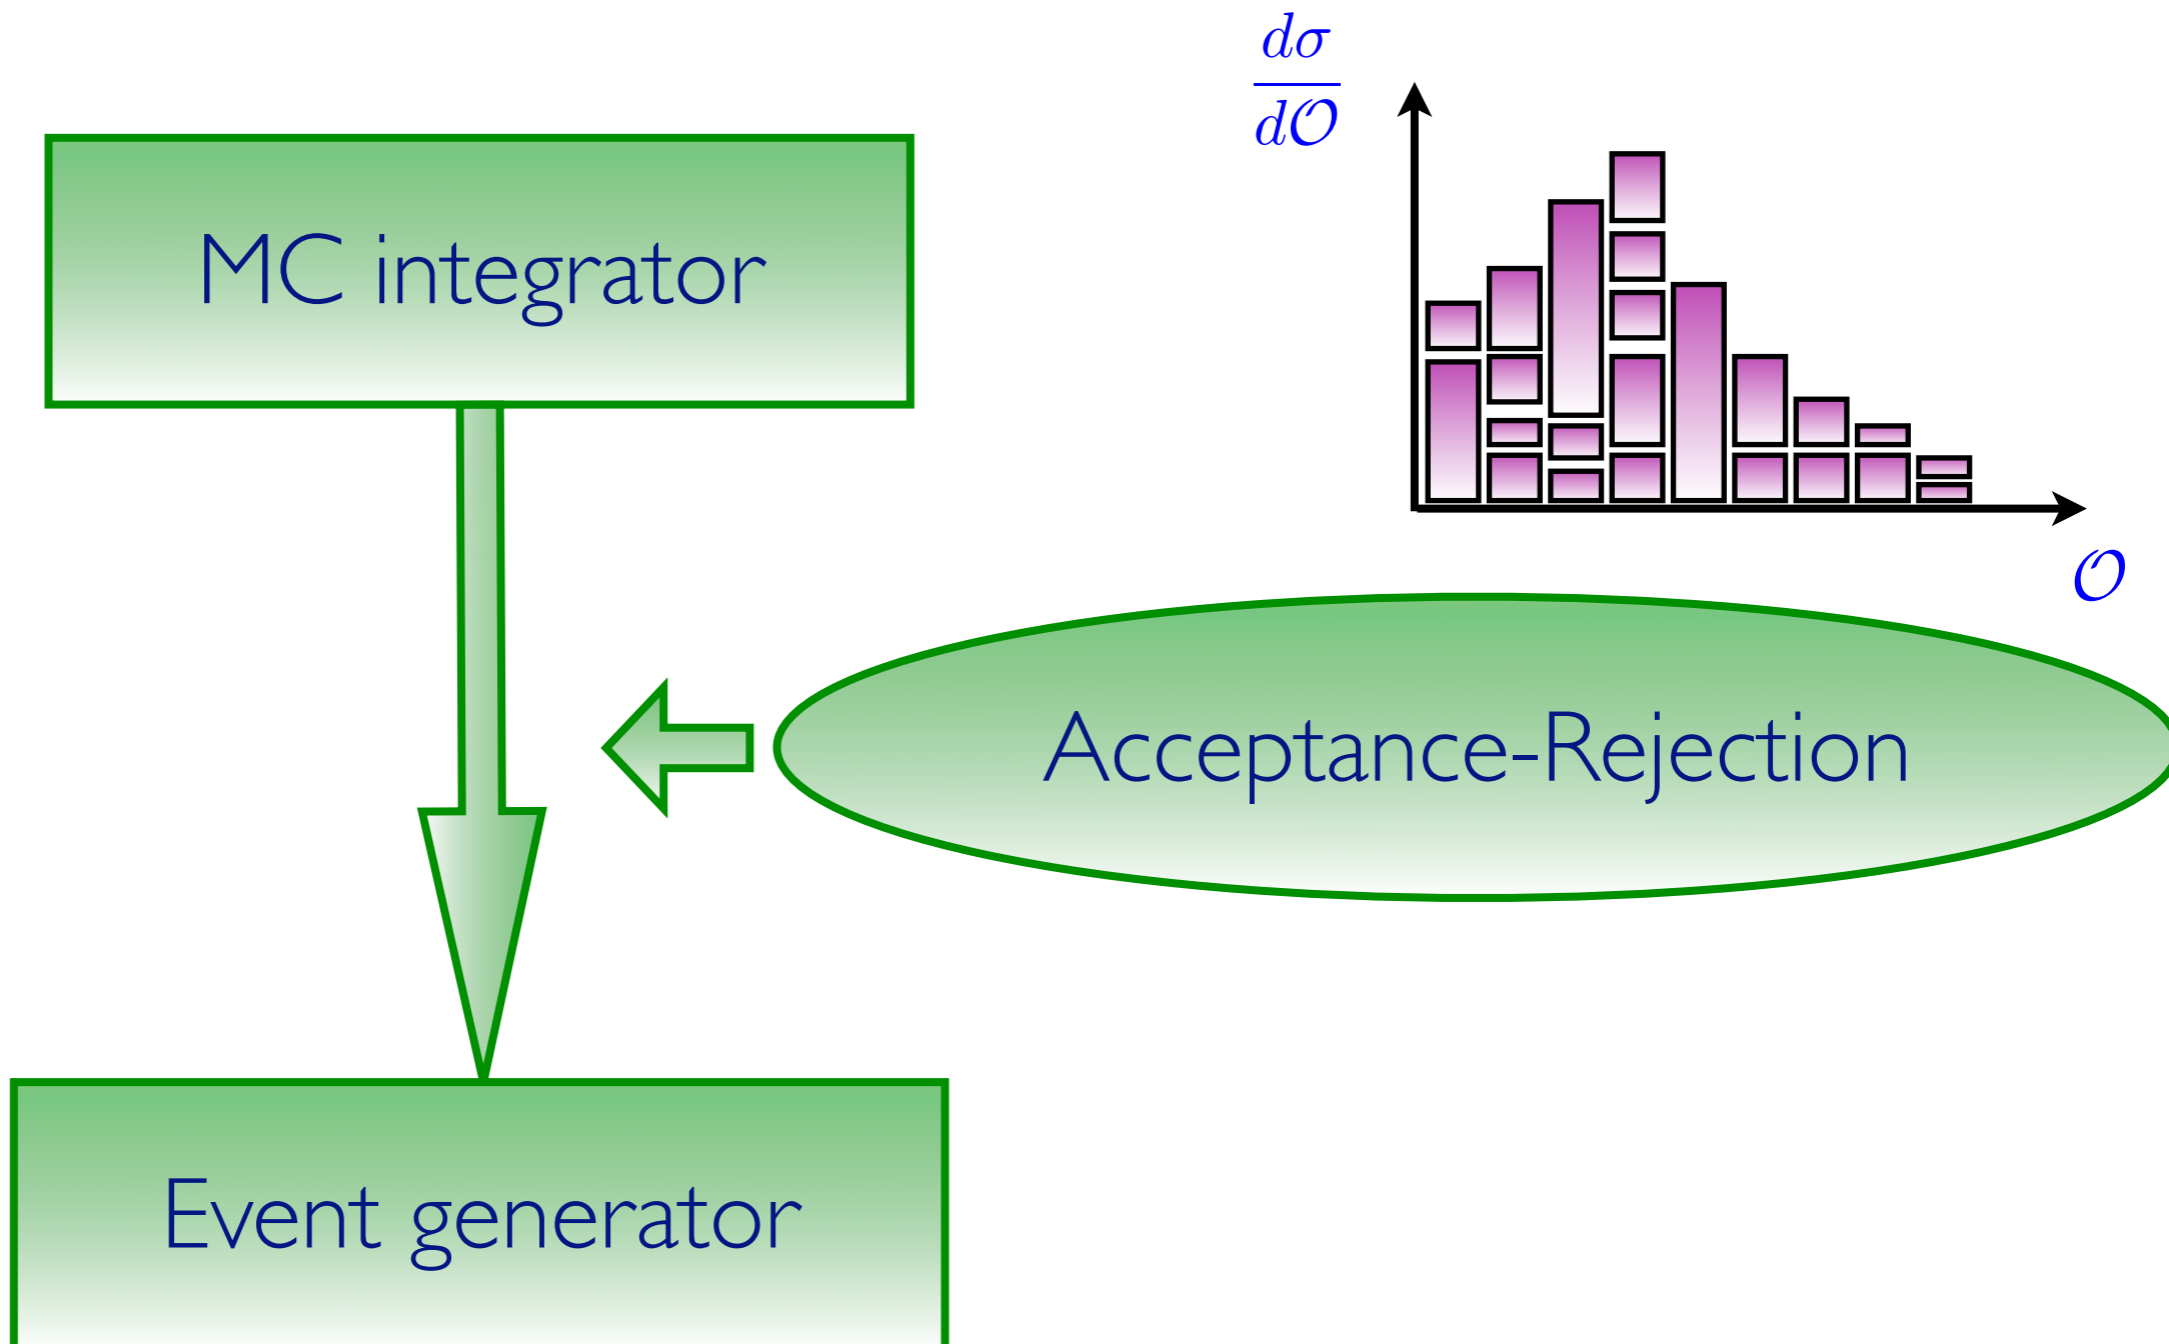 dσ
d𝒪
MC integrator
𝒪
Acceptance-Rejection
Event generator